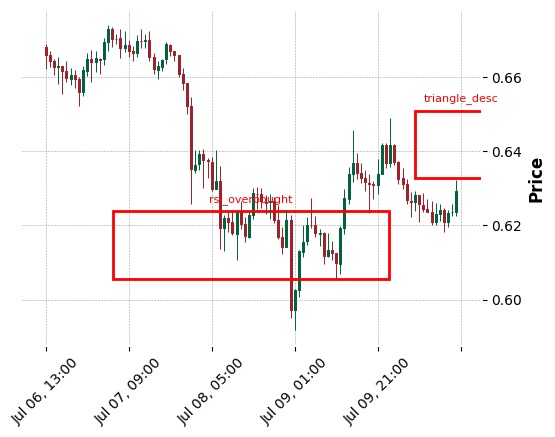 triangle_desc
0.66
0.64
rsi_overbought
0.62
0.60
Price
Jul 06, 13:00
Jul 07, 09:00
Jul 08, 05:00
Jul 09, 01:00
Jul 09, 21:00